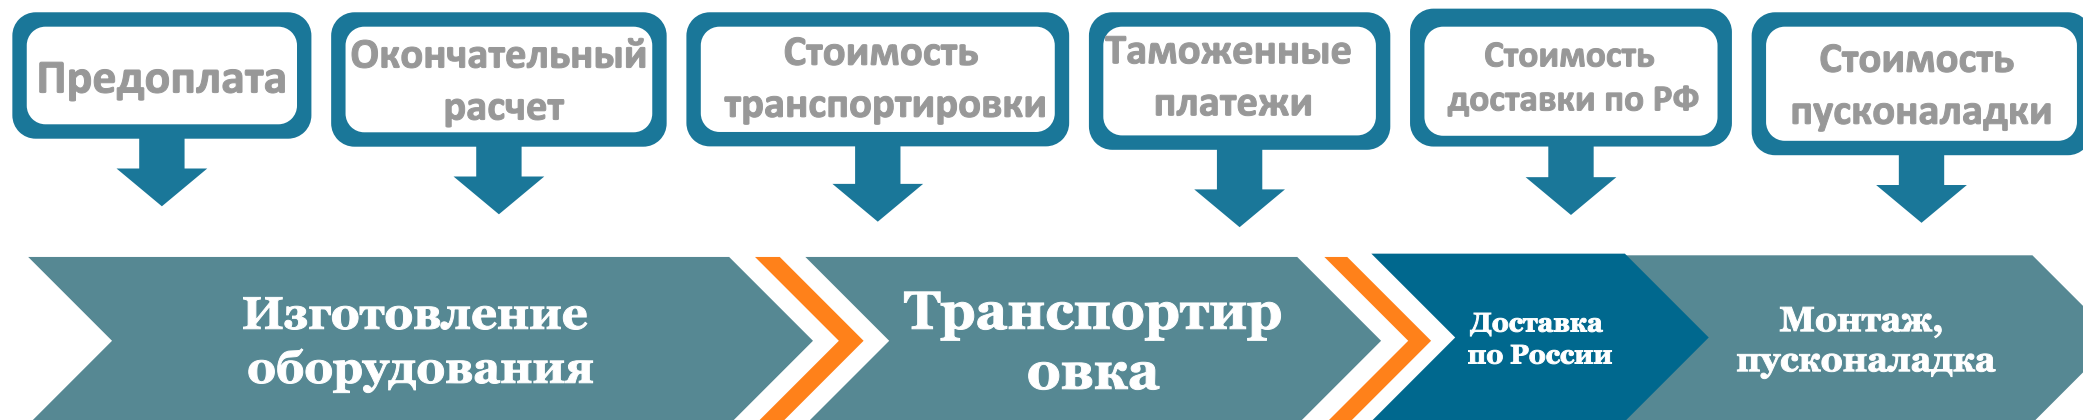 Предоплата
Окончательный
расчет
Стоимость
транспортировки
Таможенные
платежи
Стоимость
доставки по РФ
Стоимость
пусконаладки
Изготовление
оборудования
Транспортир
овка
Доставка
по России
Монтаж,
пусконаладка